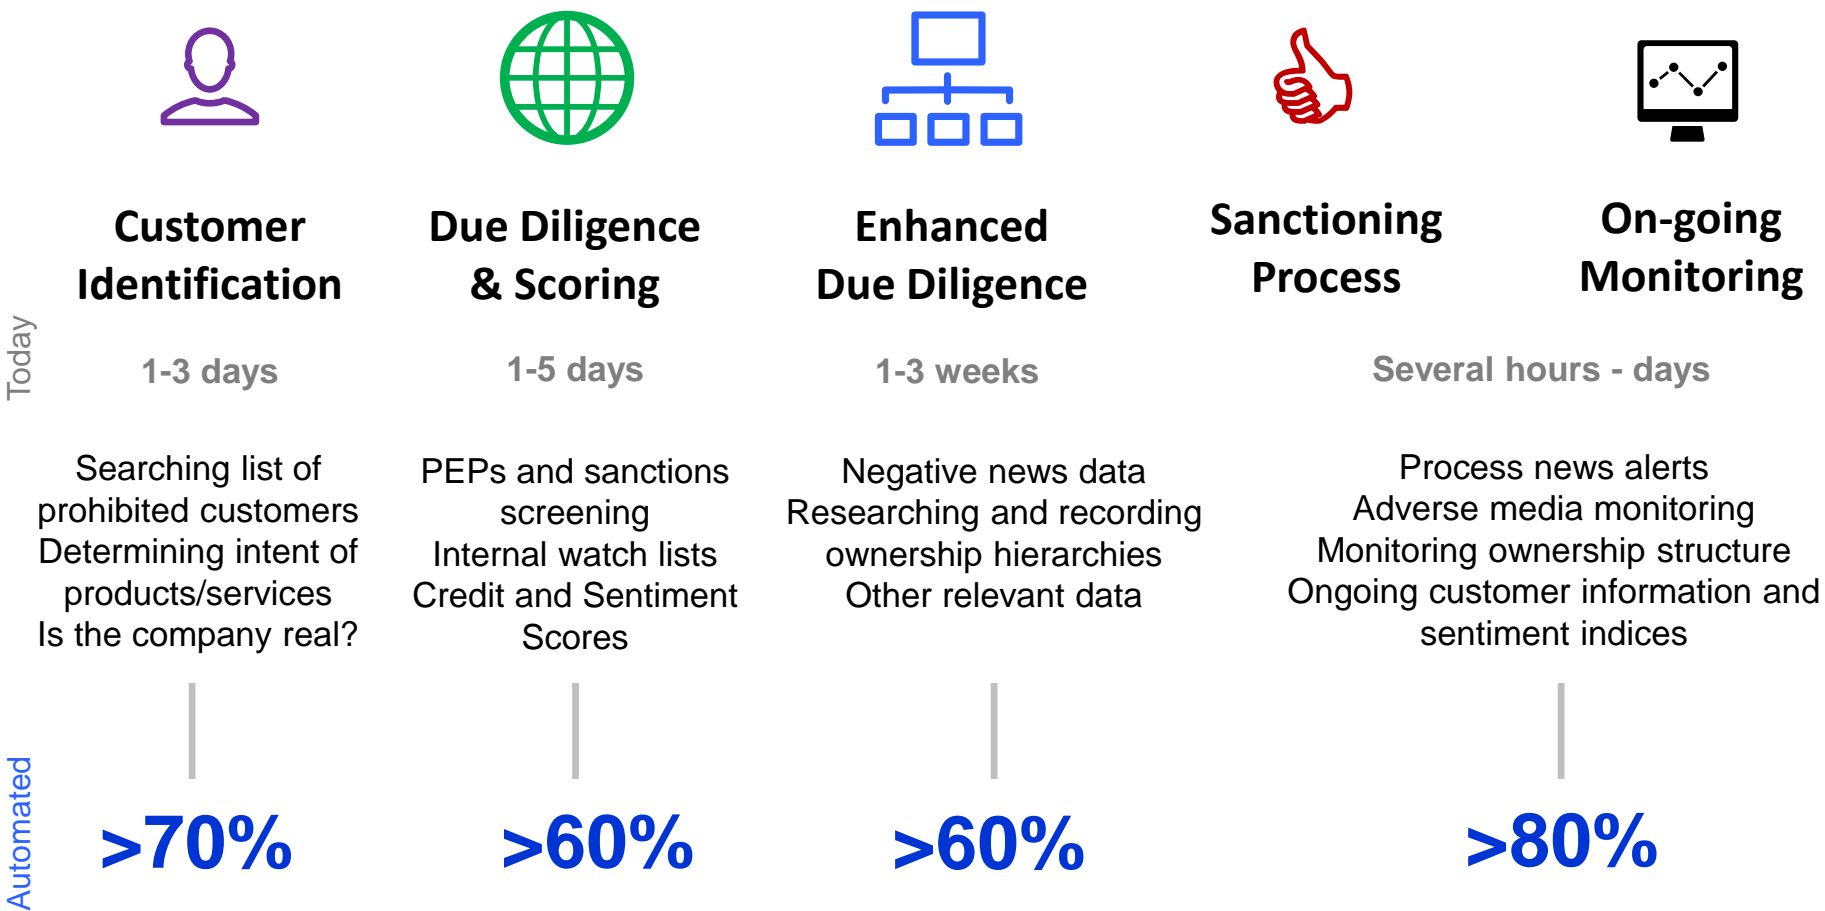 Customer
Identification
Due Diligence
& Scoring
Enhanced
Due Diligence
Sanctioning
Process
On-going
Monitoring
Today
1-3 days
1-5 days
1-3 weeks
Several hours - days
Searching list of
prohibited customers
Determining intent of
products/services
Is the company real?
PEPs and sanctions
screening
Internal watch lists
Credit and Sentiment
Scores
Negative news data
Researching and recording
ownership hierarchies
Other relevant data
Process news alerts
Adverse media monitoring
Monitoring ownership structure
Ongoing customer information and
sentiment indices
Automated
>70%
>60%
>60%
>80%